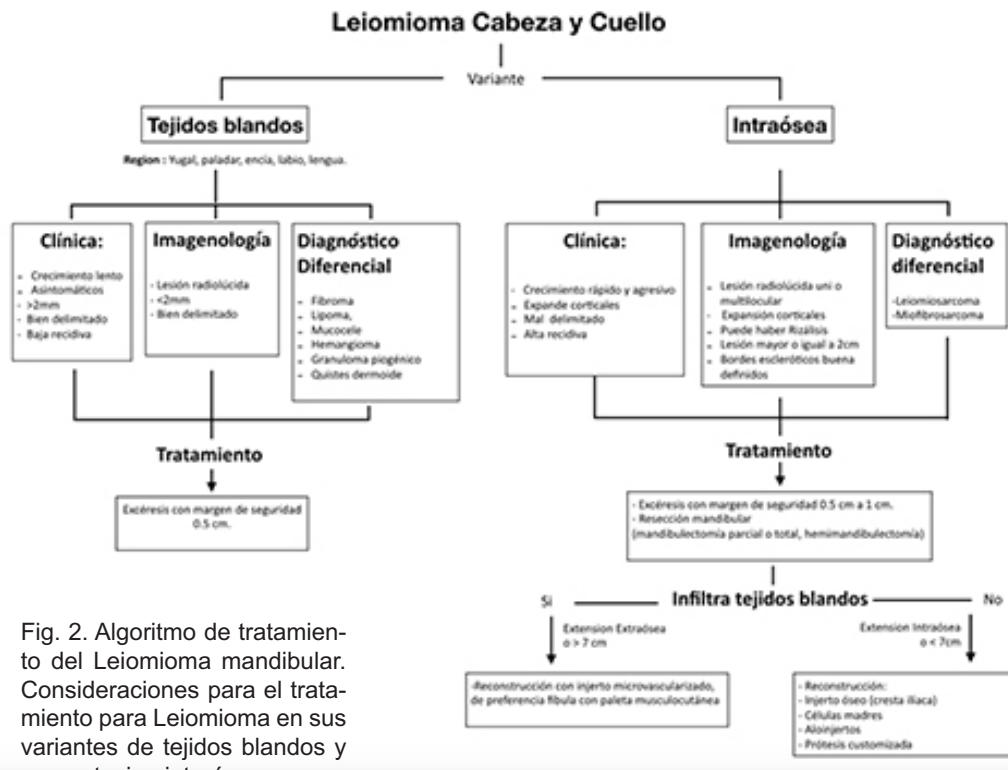 Leiomioma Cabeza y Cuello
Variante
Tejidos blandos
Region : Yugal, paladar, encía, labio, lengua.
Clínica:
- Crecimiento lento
- Asintomáticos
- >2mm
- Bien delimitado
- Baja recidiva
Imagenología
- Lesión radiolúcida
- <2mm
- Bien delimitado
Diagnóstico
Diferencial
- Fibroma
- Lipoma,
- Mucocele
- Hemangioma
- Granuloma piogénico
- Quistes dermoide
Tratamiento
Excéresis con margen de seguridad
0.5 cm.
Intraósea
Clínica:
- Crecimiento rápido y agresivo
- Expande corticales
- Mal delimitado
- Alta recidiva
Imagenología
- Lesión radiolúcida uni o
multilocular
- Expansión corticales
- Puede haber Rizálisis
- Lesión mayor o igual a 2cm
- Bordes escleróticos buena
definidos
Diagnóstico
diferencial
-Leiomiosarcoma
-Miofibrosarcoma
Tratamiento
- Excéresis con margen de seguridad 0.5 cm a 1 cm.
- Resección mandibular
(mandibulectomía parcial o total, hemimandibulectomía)
Si
Infiltra tejidos blandos
No
Extension Extraósea
o > 7 cm
Extension Intraósea
o < 7cm
-Reconstrucción con injerto microvascularizado,
de preferencia fíbula con paleta musculocutánea
- Reconstrucción:
- Injerto óseo (cresta iliaca)
- Células madres
- Aloinjertos
- Prótesis customizada
Fig. 2. Algoritmo de tratamien-
to del Leiomioma mandibular.
Consideraciones para el trata-
miento para Leiomioma en sus
variantes de tejidos blandos y